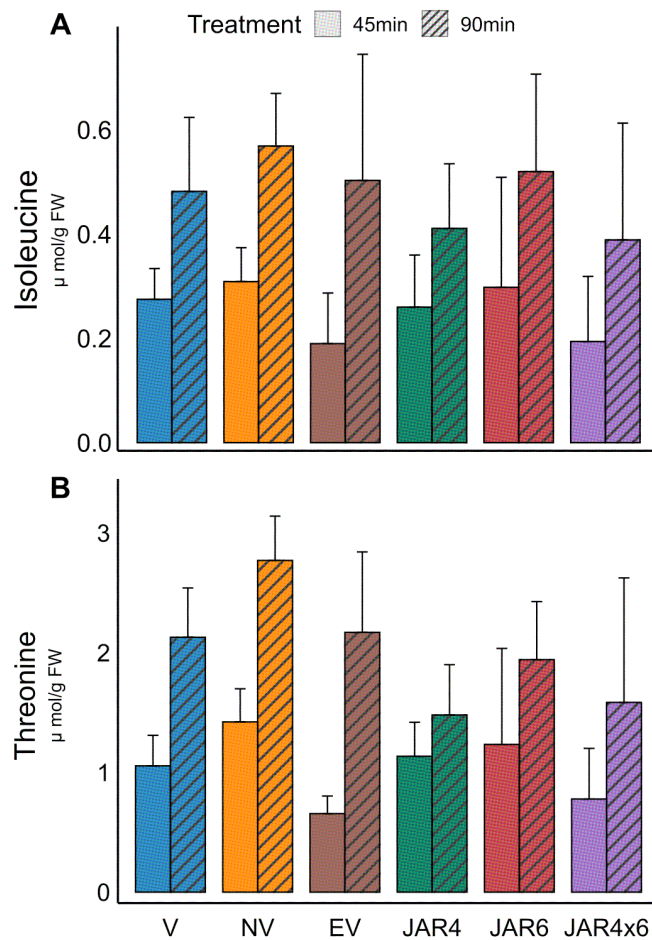 A Treatment 45min 90min
Isoleucine
μ mol/g FW
0.6
0.4
0.2
0.0
B
Threonine
μ mol/g FW
3
2
1
0
V NV EV JAR4 JAR6 JAR4x6